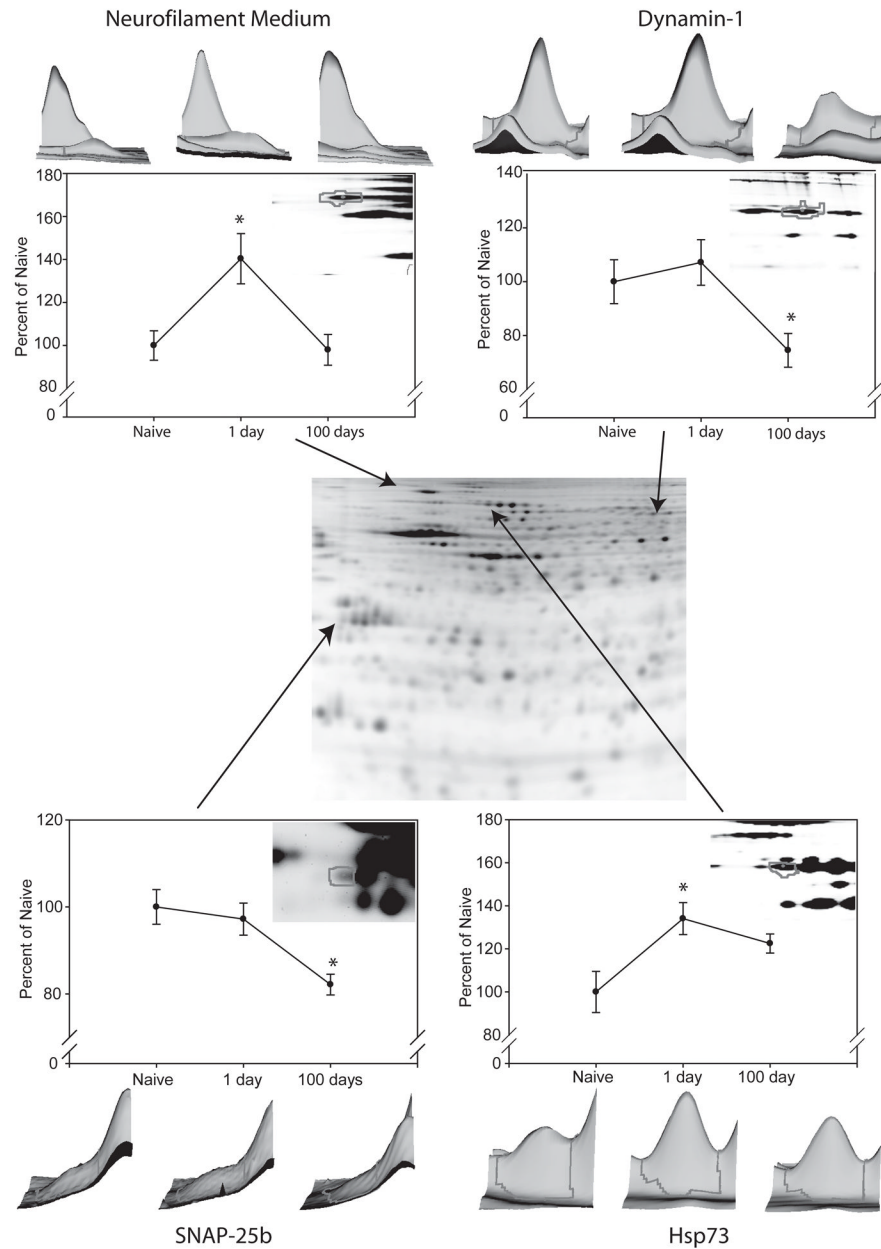 Neurofilament Medium
Dynamin-1
180
160
140
120
100
80
0
Percent of Naive
*
Naive
1 day
100 days
140
120
100
80
60
0
Percent of Naive
*
Naive
1 day
100 days
120
100
80
0
Percent of Naive
*
Naive
1 day
100 days
180
160
140
120
100
80
0
Percent of Naive
*
Naive
1 day
100 day
SNAP-25b
Hsp73